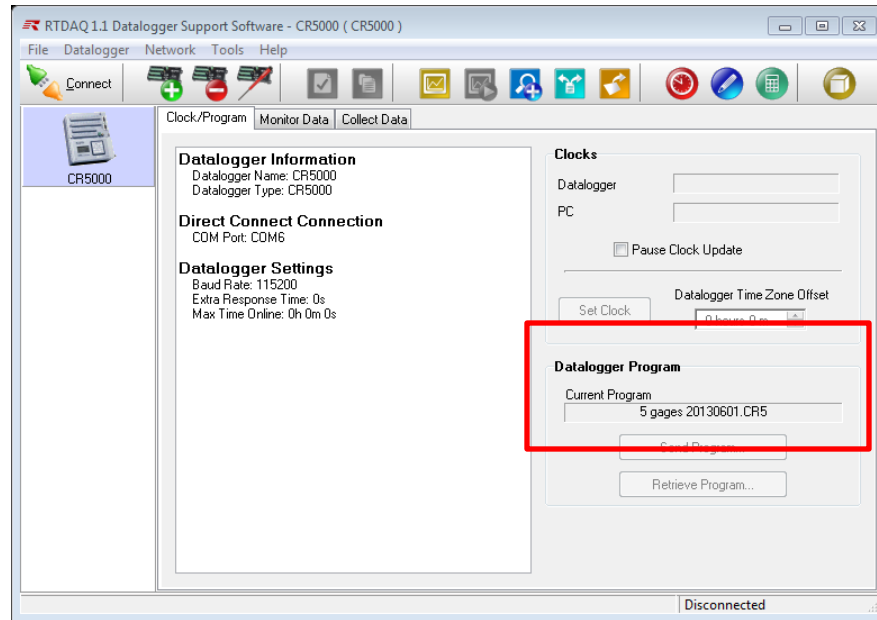 RTDAQ 1.1 Datalogger Support Software - CR5000 ( CR5000 )
File Datalogger Network Tools Help
Connect
CR5000
Clock/Program Monitor Data Collect Data
Datalogger Information
Datalogger Name: CR5000
Datalogger Type: CR5000
Direct Connect Connection
COM Port: COM6
Datalogger Settings
Baud Rate: 115200
Extra Response Time: 0s
Max Time Online: 0h 0m 0s
Clocks
Datalogger
PC
Pause Clock Update
Datalogger Time Zone Offset
Set Clock
0 hours 0 m
Datalogger Program
Current Program
5 gages 20130601.CR5
Send Program...
Retrieve Program...
Disconnected